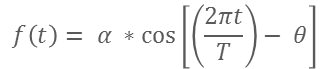 f(t) = α * cos[(2πt/T) − θ]